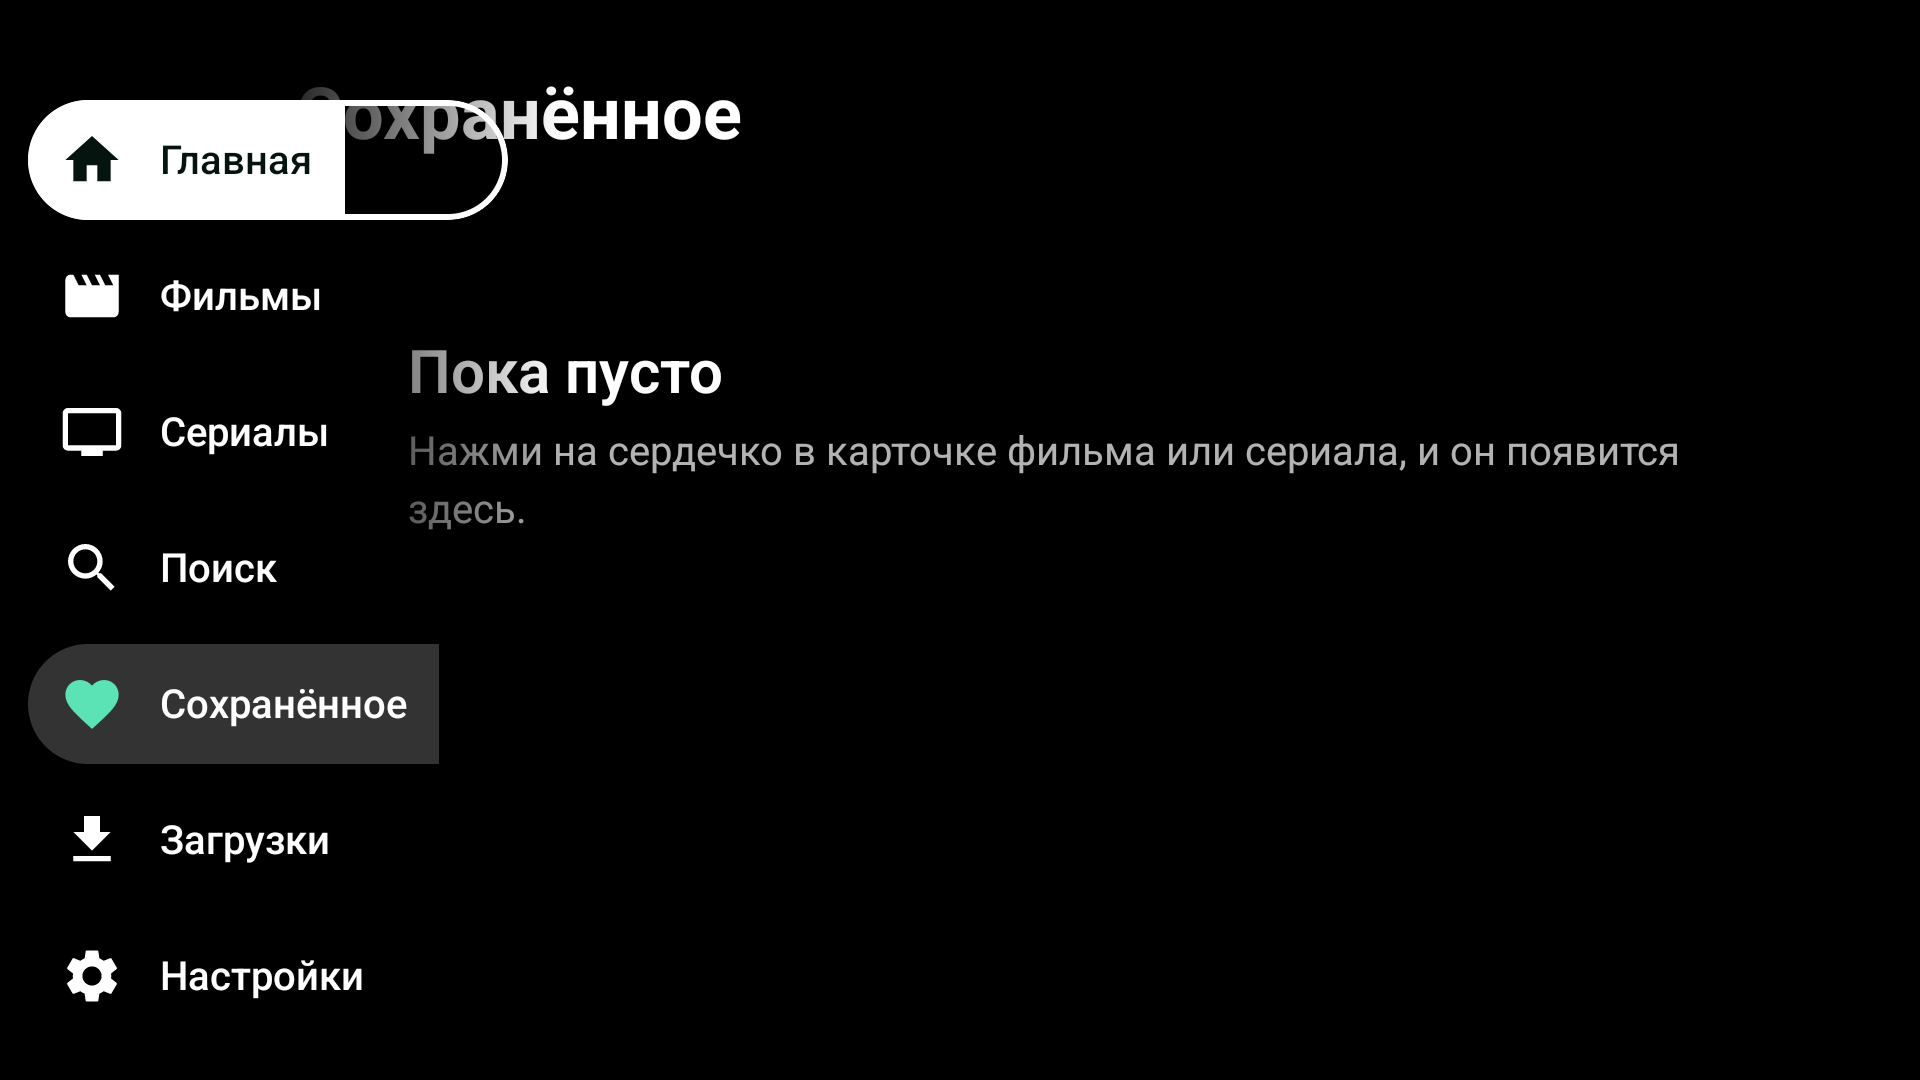 Сохранённое
Главная
Фильмы
Сериалы
Поиск
Сохранённое
Загрузки
Настройки
Пока пусто
Нажми на сердечко в карточке фильма или сериала, и он появится
здесь.